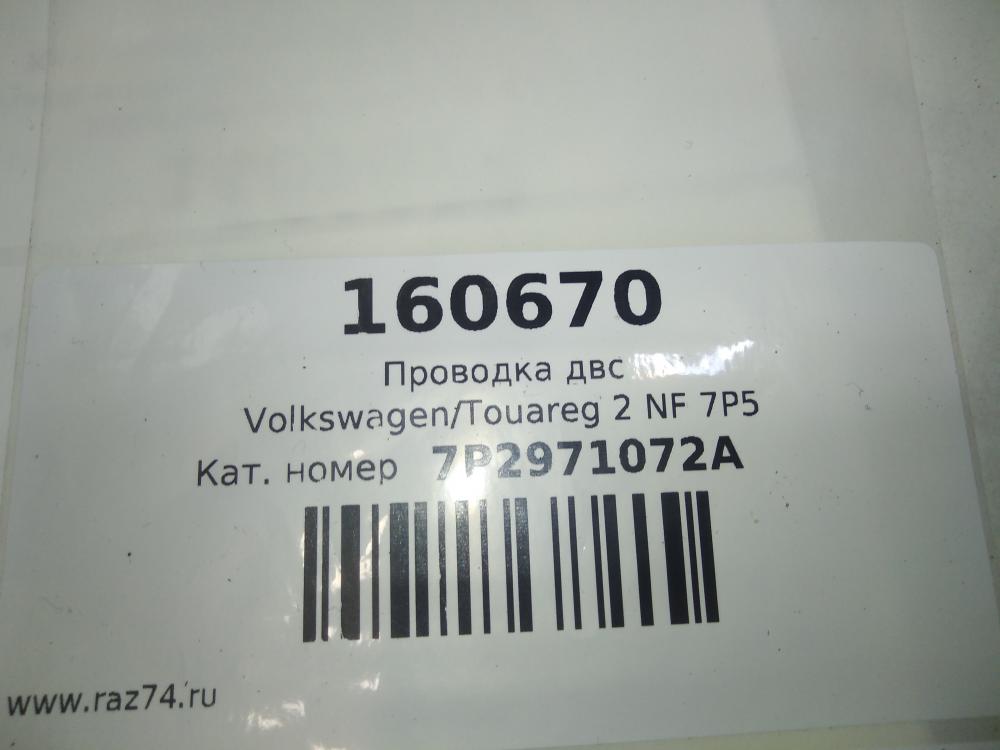 160670
Проводка двс
Volkswagen/Touareg 2 NF 7P5
Кат. номер 7P2971072A
www.raz74.ru